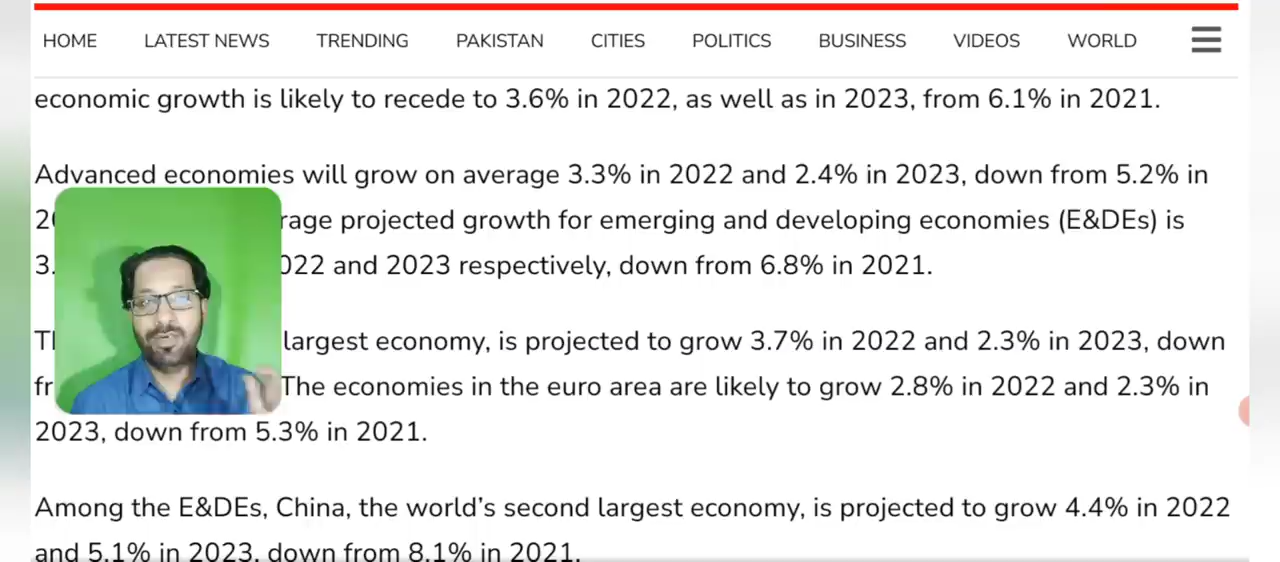 HOME LATEST NEWS TRENDING PAKISTAN CITIES POLITICS BUSINESS VIDEOS WORLD
economic growth is likely to recede to 3.6% in 2022, as well as in 2023, from 6.1% in 2021.
Advanced economies will grow on average 3.3% in 2022 and 2.4% in 2023, down from 5.2% in
projected growth for emerging and developing economies (E&DEs) is
and 2023 respectively, down from 6.8% in 2021.
largest economy, is projected to grow 3.7% in 2022 and 2.3% in 2023, down
The economies in the euro area are likely to grow 2.8% in 2022 and 2.3% in
2023, down from 5.3% in 2021.
Among the E&DEs, China, the world’s second largest economy, is projected to grow 4.4% in 2022
and 5.1% in 2023, down from 8.1% in 2021.